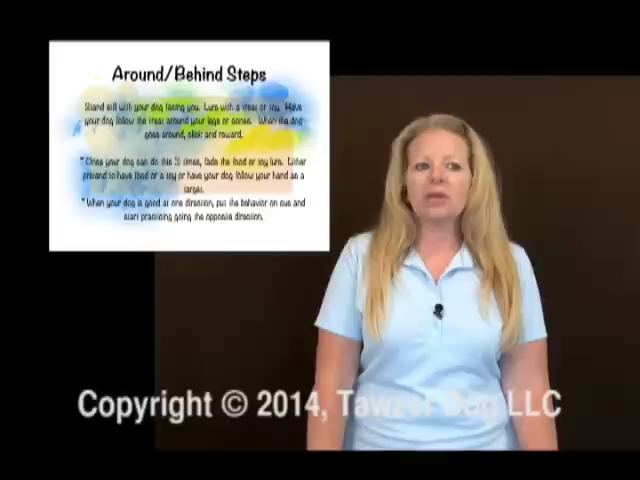 Around/Behind Steps
Stand still with your dog facing you. Lure with a treat or toy. Have
your dog follow the treat around your legs or canes. When the dog
goes around, click and reward.
* Once your dog can do this 5 times, fade the food or toy lure. Either
pretend to have food or a toy or have your dog follow your hand as a
target.
* When your dog is good at one direction, put the behavior on cue and
start practicing going the opposite direction.
Copyright © 2014, Tawzer Dog LLC